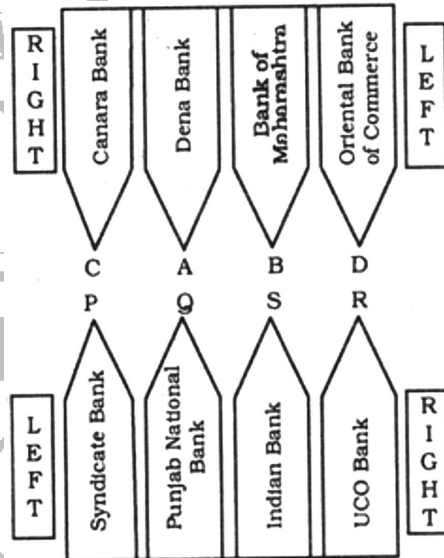 RIGHT
Canara Bank
Dena Bank
Bank of
Maharashtra
Oriental Bank
of Commerce
LEFT
C A B D
P Q S R
LEFT
Syndicate Bank
Punjab National
Bank
Indian Bank
UCO Bank
RIGHT